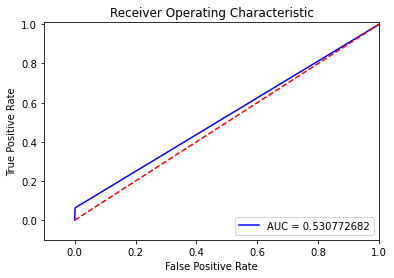 Receiver Operating Characteristic
True Positive Rate
1.0
0.8
0.6
0.4
0.2
0.0
AUC = 0.530772682
0.0 0.2 0.4 0.6 0.8 1.0
False Positive Rate